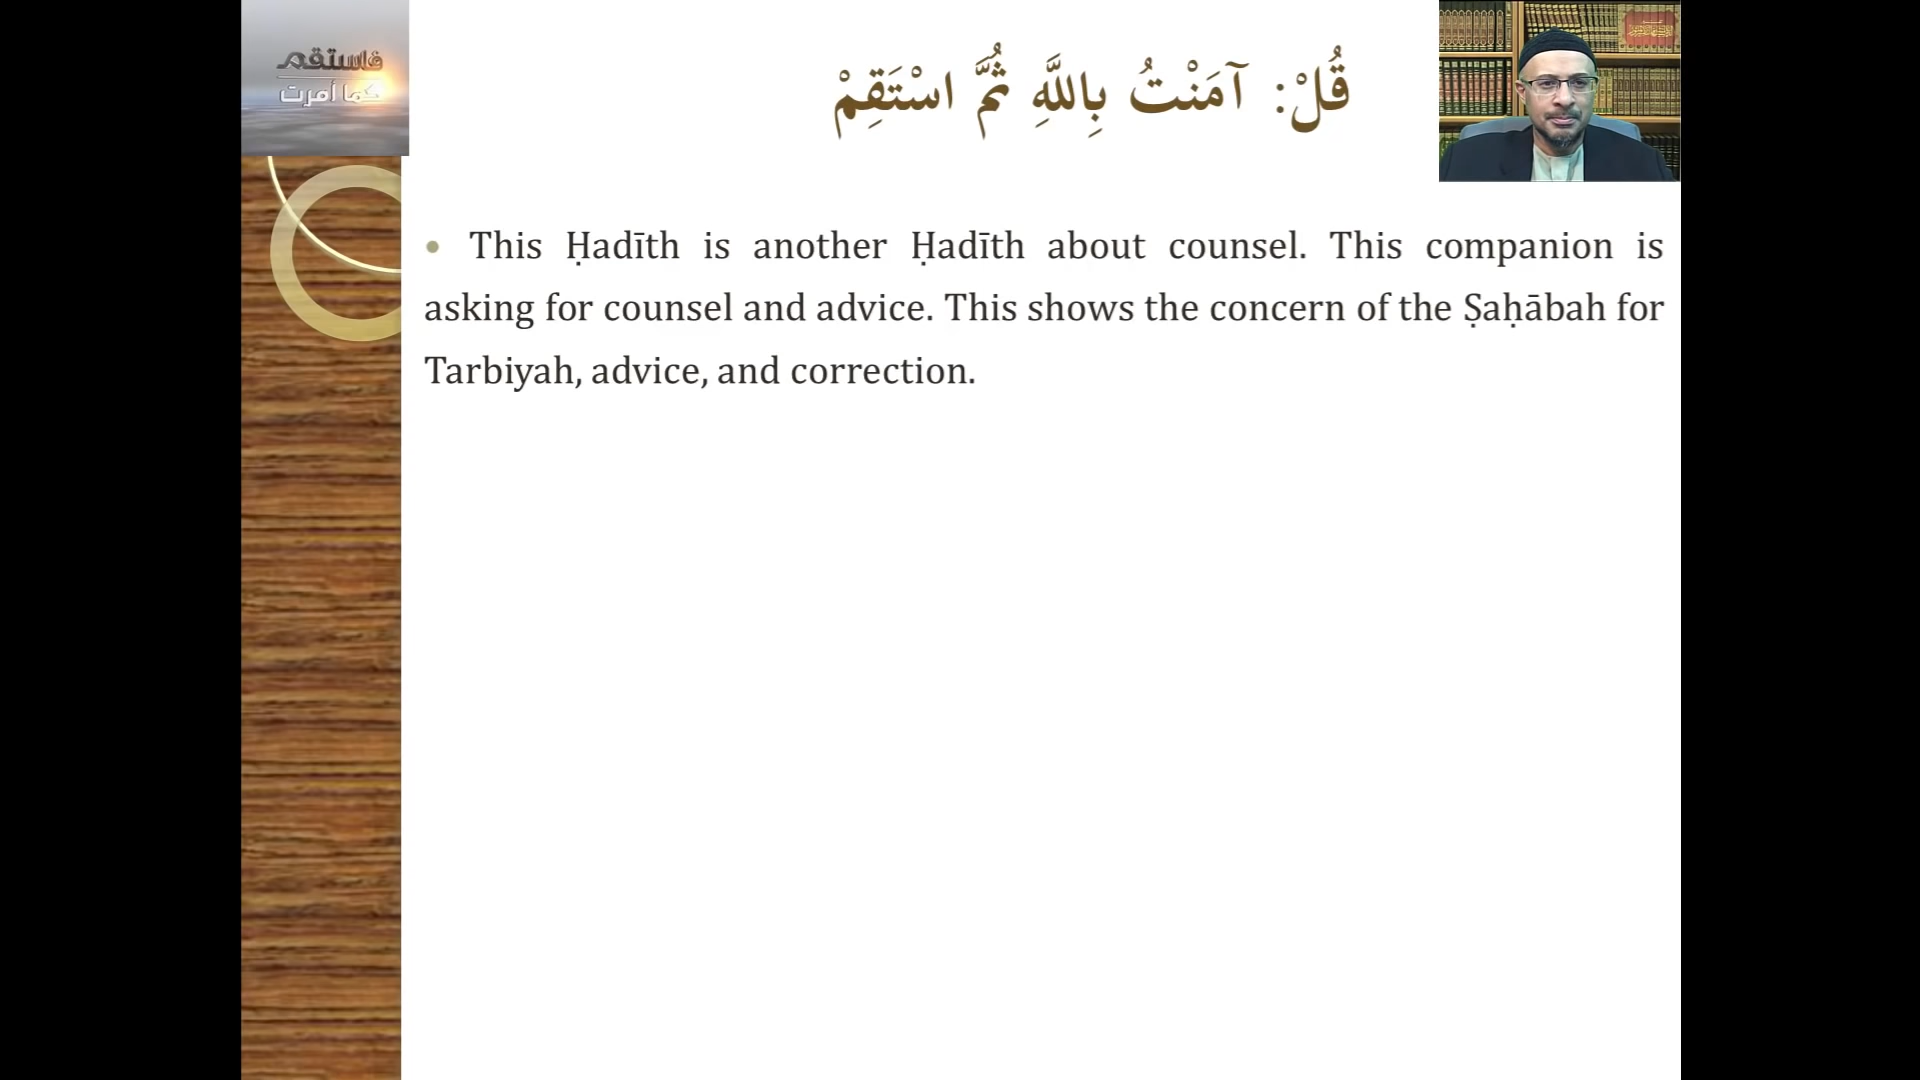 فاستقم
كما أمرت
قُلْ: آمَنْتُ بِاللَّهِ ثُمَّ اسْتَقِمْ
• This Ḥadīth is another Ḥadīth about counsel. This companion is
asking for counsel and advice. This shows the concern of the Ṣaḥābah for
Tarbiyah, advice, and correction.